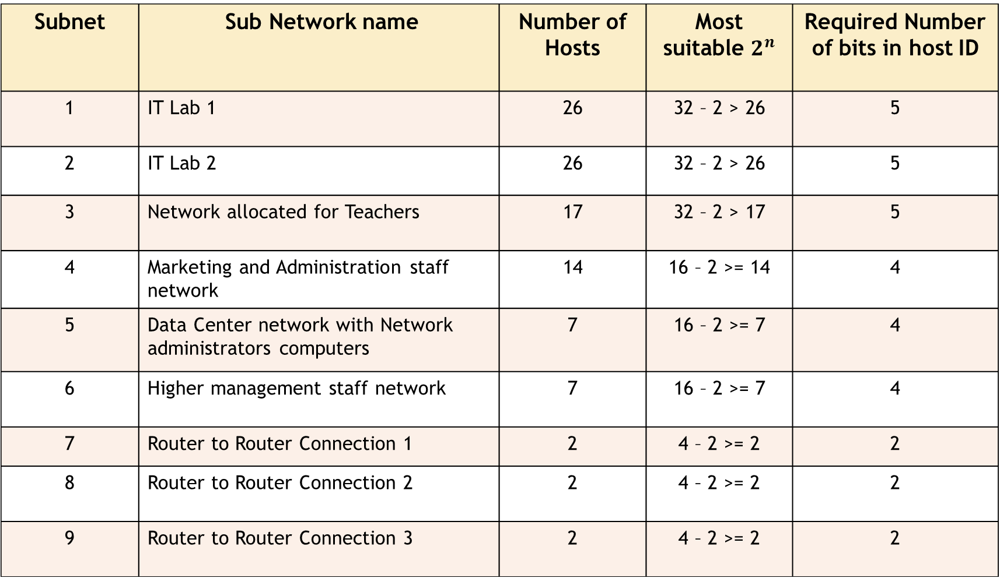 Subnet Sub Network name Number of Hosts Most suitable 2ⁿ Required Number of bits in host ID
1 IT Lab 1 26 32 – 2 > 26 5
2 IT Lab 2 26 32 – 2 > 26 5
3 Network allocated for Teachers 17 32 – 2 > 17 5
4 Marketing and Administration staff network 14 16 – 2 >= 14 4
5 Data Center network with Network administrators computers 7 16 – 2 >= 7 4
6 Higher management staff network 7 16 – 2 >= 7 4
7 Router to Router Connection 1 2 4 – 2 >= 2 2
8 Router to Router Connection 2 2 4 – 2 >= 2 2
9 Router to Router Connection 3 2 4 – 2 >= 2 2